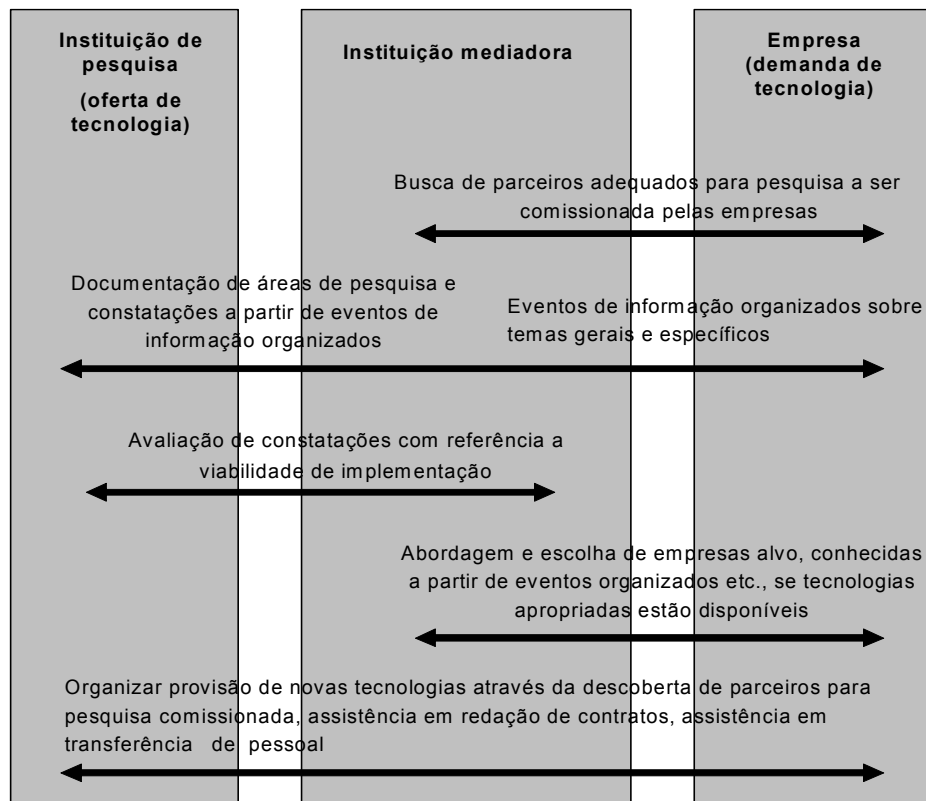 Instituição de
pesquisa
(oferta de
tecnologia)
Instituição mediadora
Empresa
(demanda de
tecnologia)
Busca de parceiros adequados para pesquisa a ser
comissionada pelas empresas
Documentação de áreas de pesquisa e
constatações a partir de eventos de
informação organizados
Eventos de informação organizados sobre
temas gerais e específicos
Avaliação de constatações com referência a
viabilidade de implementação
Abordagem e escolha de empresas alvo, conhecidas
a partir de eventos organizados etc., se tecnologias
apropriadas estão disponíveis
Organizar provisão de novas tecnologias através da descoberta de parceiros para
pesquisa comissionada, assistência em redação de contratos, assistência em
transferência de pessoal